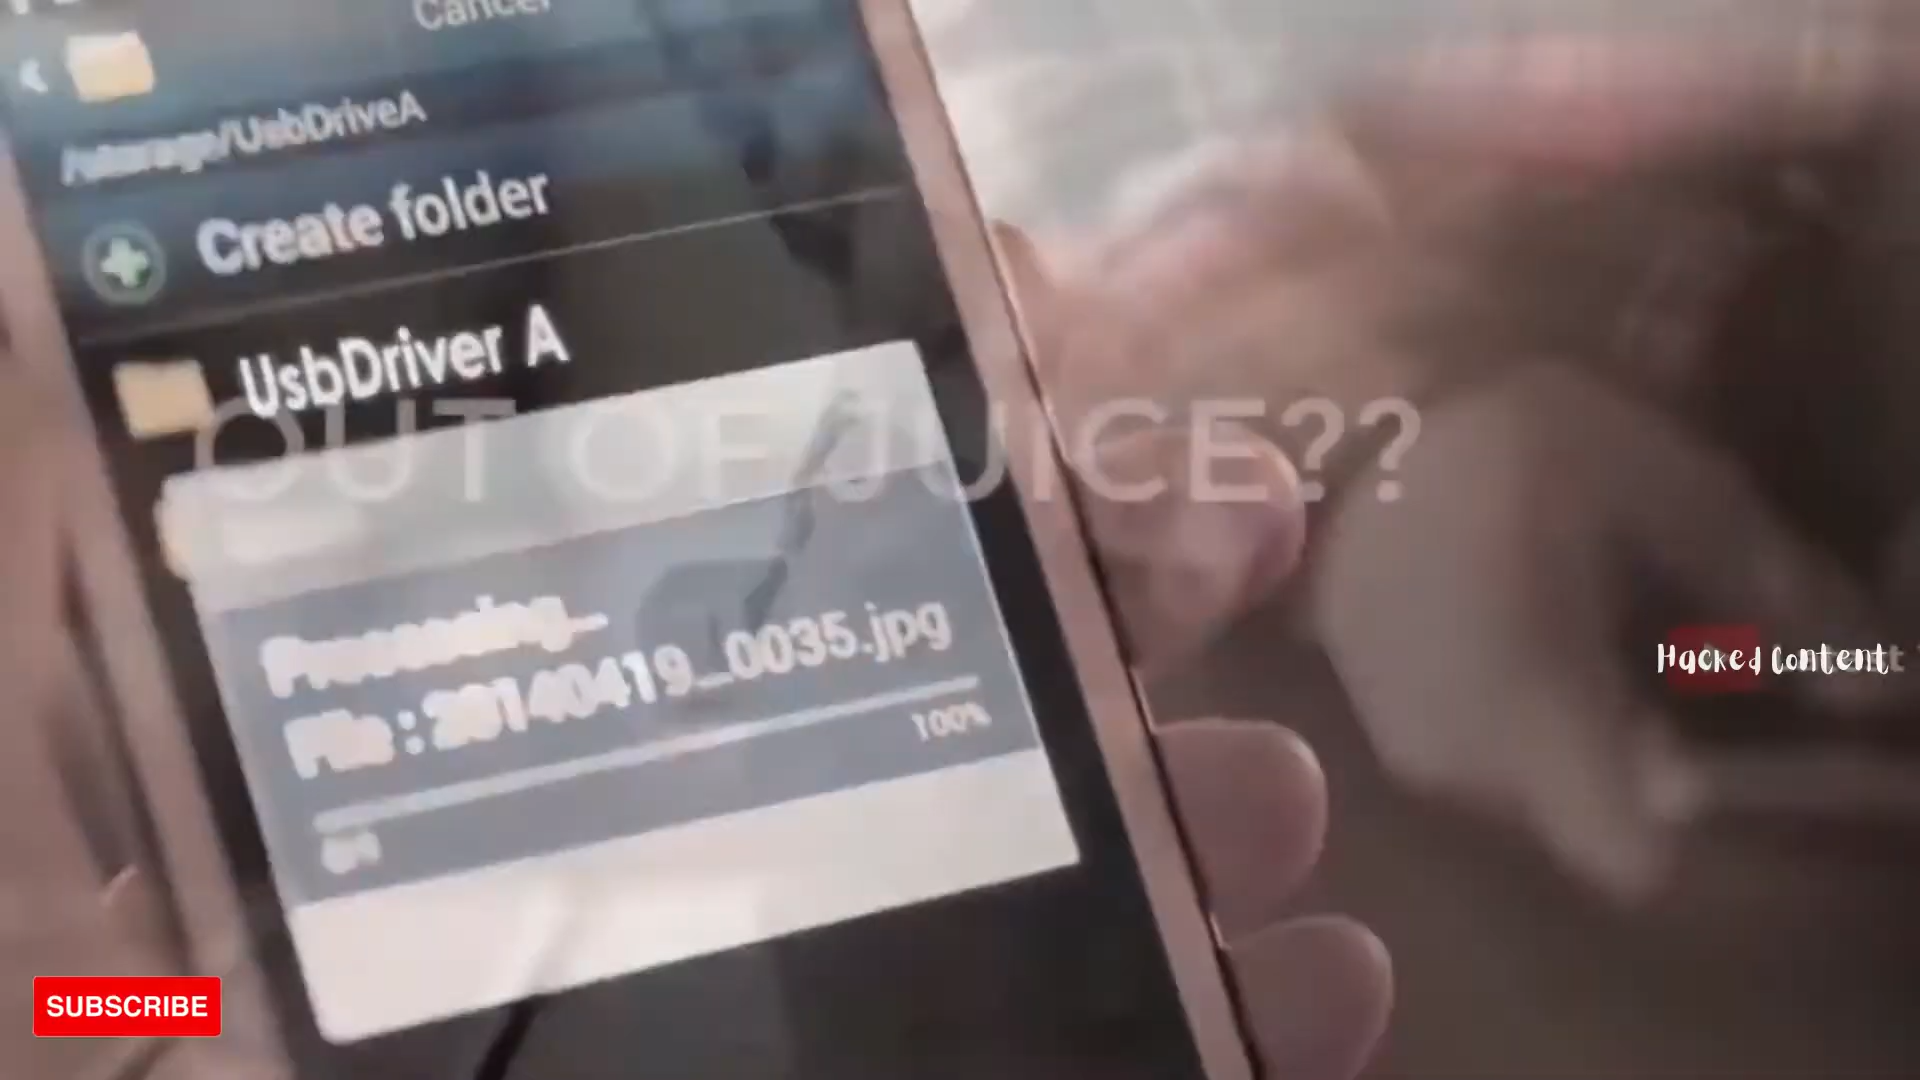 Cancel
/storage/UsbDriveA
Create folder
UsbDriver A
OUT OF JUICE??
Processing...
File : 20140419_0035.jpg
100%
Hacked Content
SUBSCRIBE